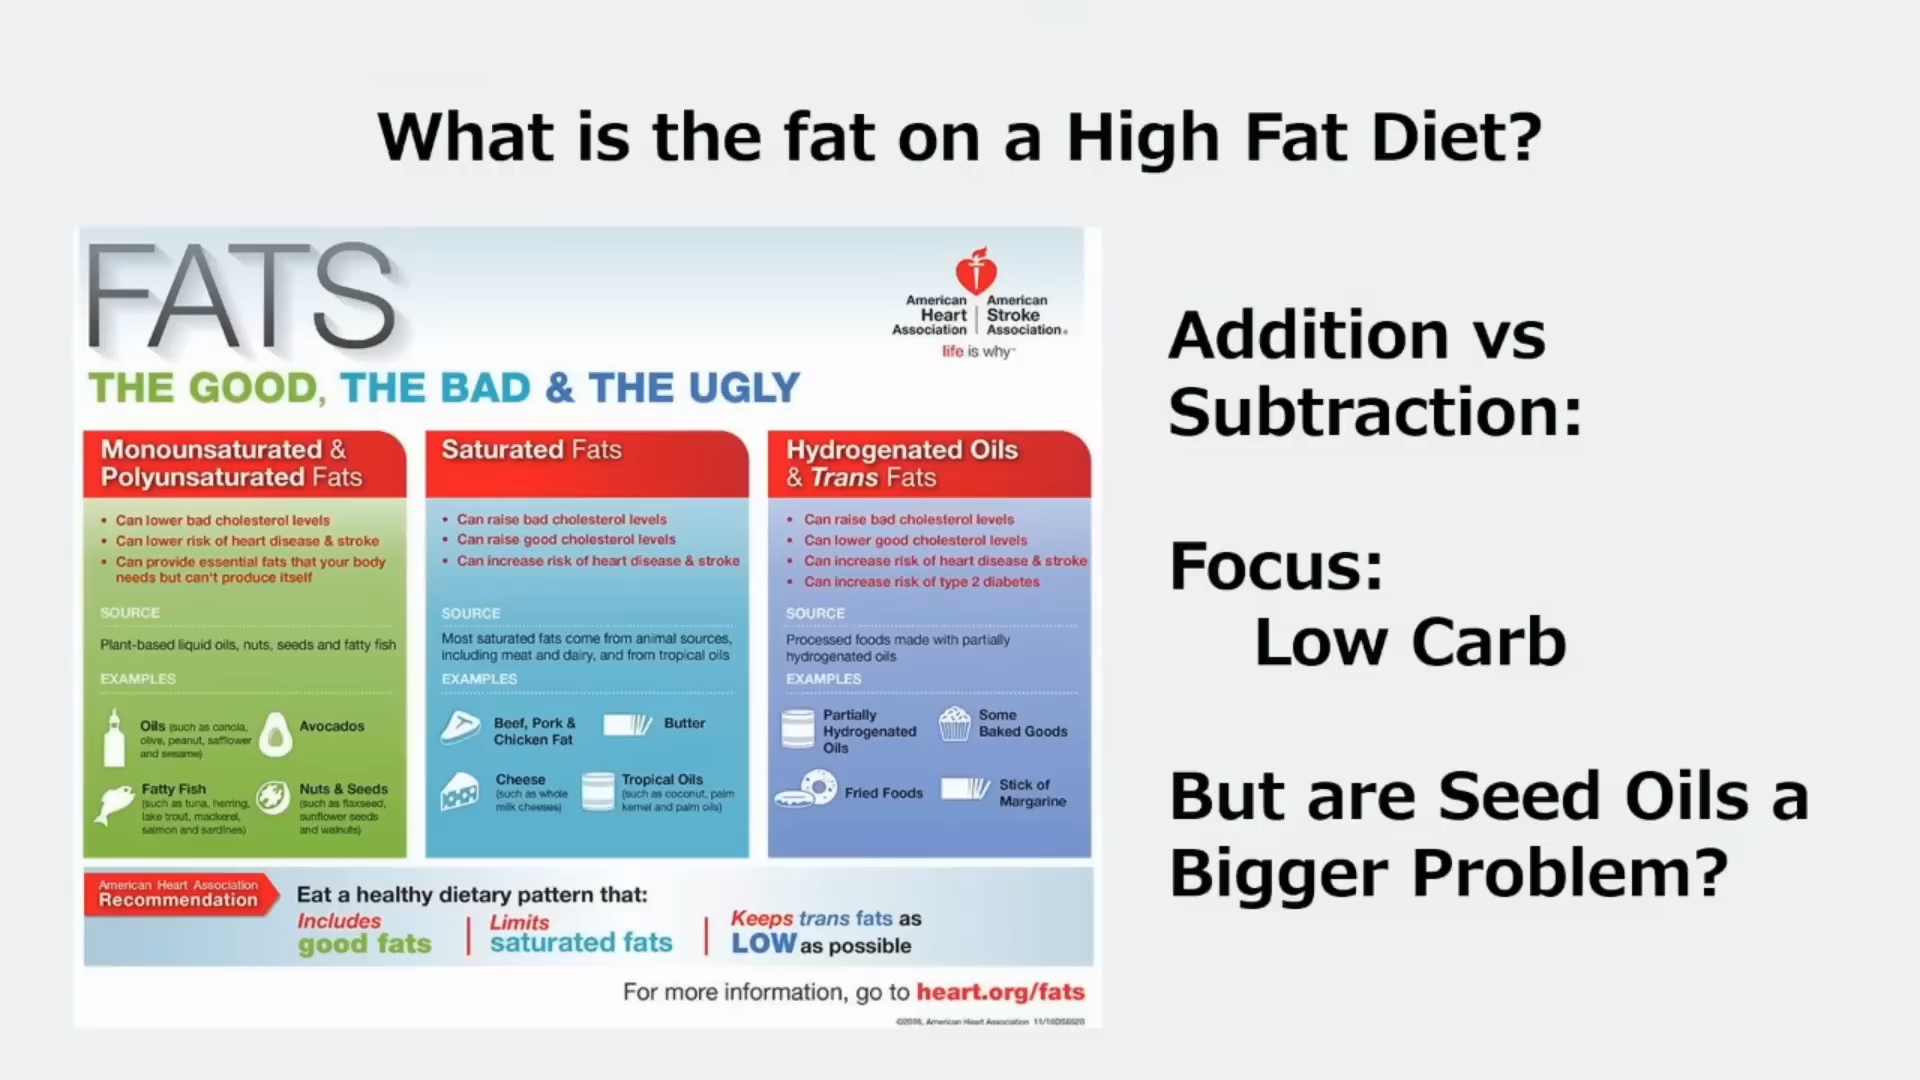 What is the fat on a High Fat Diet?
FATS
THE GOOD, THE BAD & THE UGLY
American Heart Association
American Stroke Association®
life is why™
Monounsaturated &
Polyunsaturated Fats
• Can lower bad cholesterol levels
• Can lower risk of heart disease & stroke
• Can provide essential fats that your body
needs but can't produce itself
SOURCE
Plant-based liquid oils, nuts, seeds and fatty fish
EXAMPLES
Oils (such as canola,
olive, peanut, safflower
and sesame)
Avocados
Fatty Fish
(such as tuna, herring,
lake trout, mackerel,
salmon and sardines)
Nuts & Seeds
(such as flaxseed,
sunflower seeds
and walnuts)
Saturated Fats
• Can raise bad cholesterol levels
• Can raise good cholesterol levels
• Can increase risk of heart disease & stroke
SOURCE
Most saturated fats come from animal sources,
including meat and dairy, and from tropical oils
EXAMPLES
Beef, Pork &
Chicken Fat
Butter
Cheese
(such as whole
milk cheeses)
Tropical Oils
(such as coconut, palm
kernel and palm oils)
Hydrogenated Oils
& Trans Fats
• Can raise bad cholesterol levels
• Can lower good cholesterol levels
• Can increase risk of heart disease & stroke
• Can increase risk of type 2 diabetes
SOURCE
Processed foods made with partially
hydrogenated oils
EXAMPLES
Partially
Hydrogenated
Oils
Some
Baked Goods
Fried Foods
Stick of
Margarine
American Heart Association
Recommendation
Eat a healthy dietary pattern that:
Includes
good fats
Limits
saturated fats
Keeps trans fats as
LOW as possible
For more information, go to heart.org/fats
American Heart Association
Addition vs
Subtraction:
Focus:
Low Carb
But are Seed Oils a
Bigger Problem?